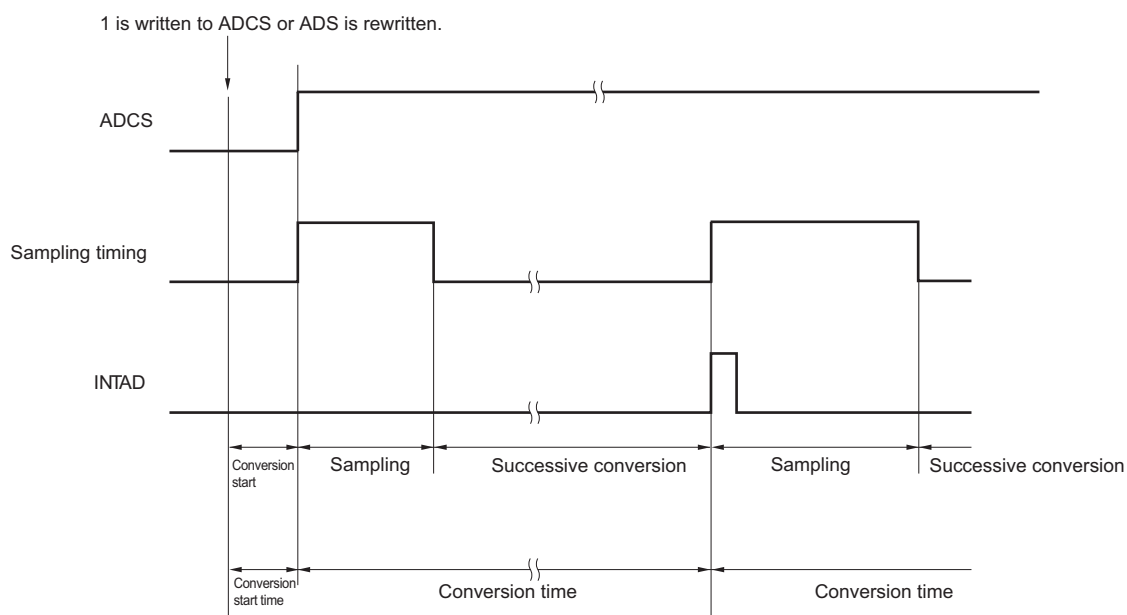 1 is written to ADCS or ADS is rewritten.
ADCS
Sampling timing
INTAD
Conversion
start
Sampling
Successive conversion
Sampling
Successive conversion
Conversion
start time
Conversion time
Conversion time